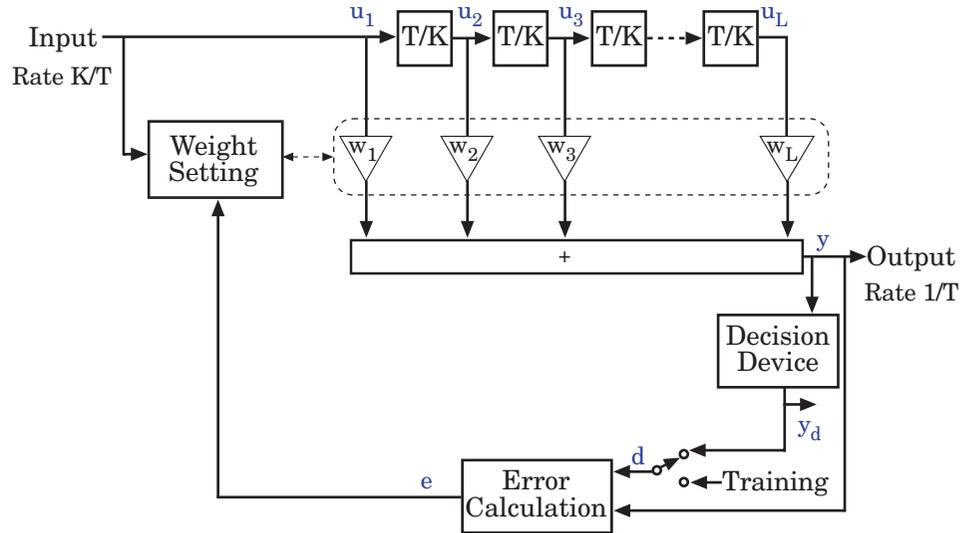 u1 u2 u3 uL
Input T/K T/K T/K T/K
Rate K/T
Weight
Setting
w1 w2 w3 wL
+
y
Output
Rate 1/T
Decision
Device
yd
d
Training
e
Error
Calculation